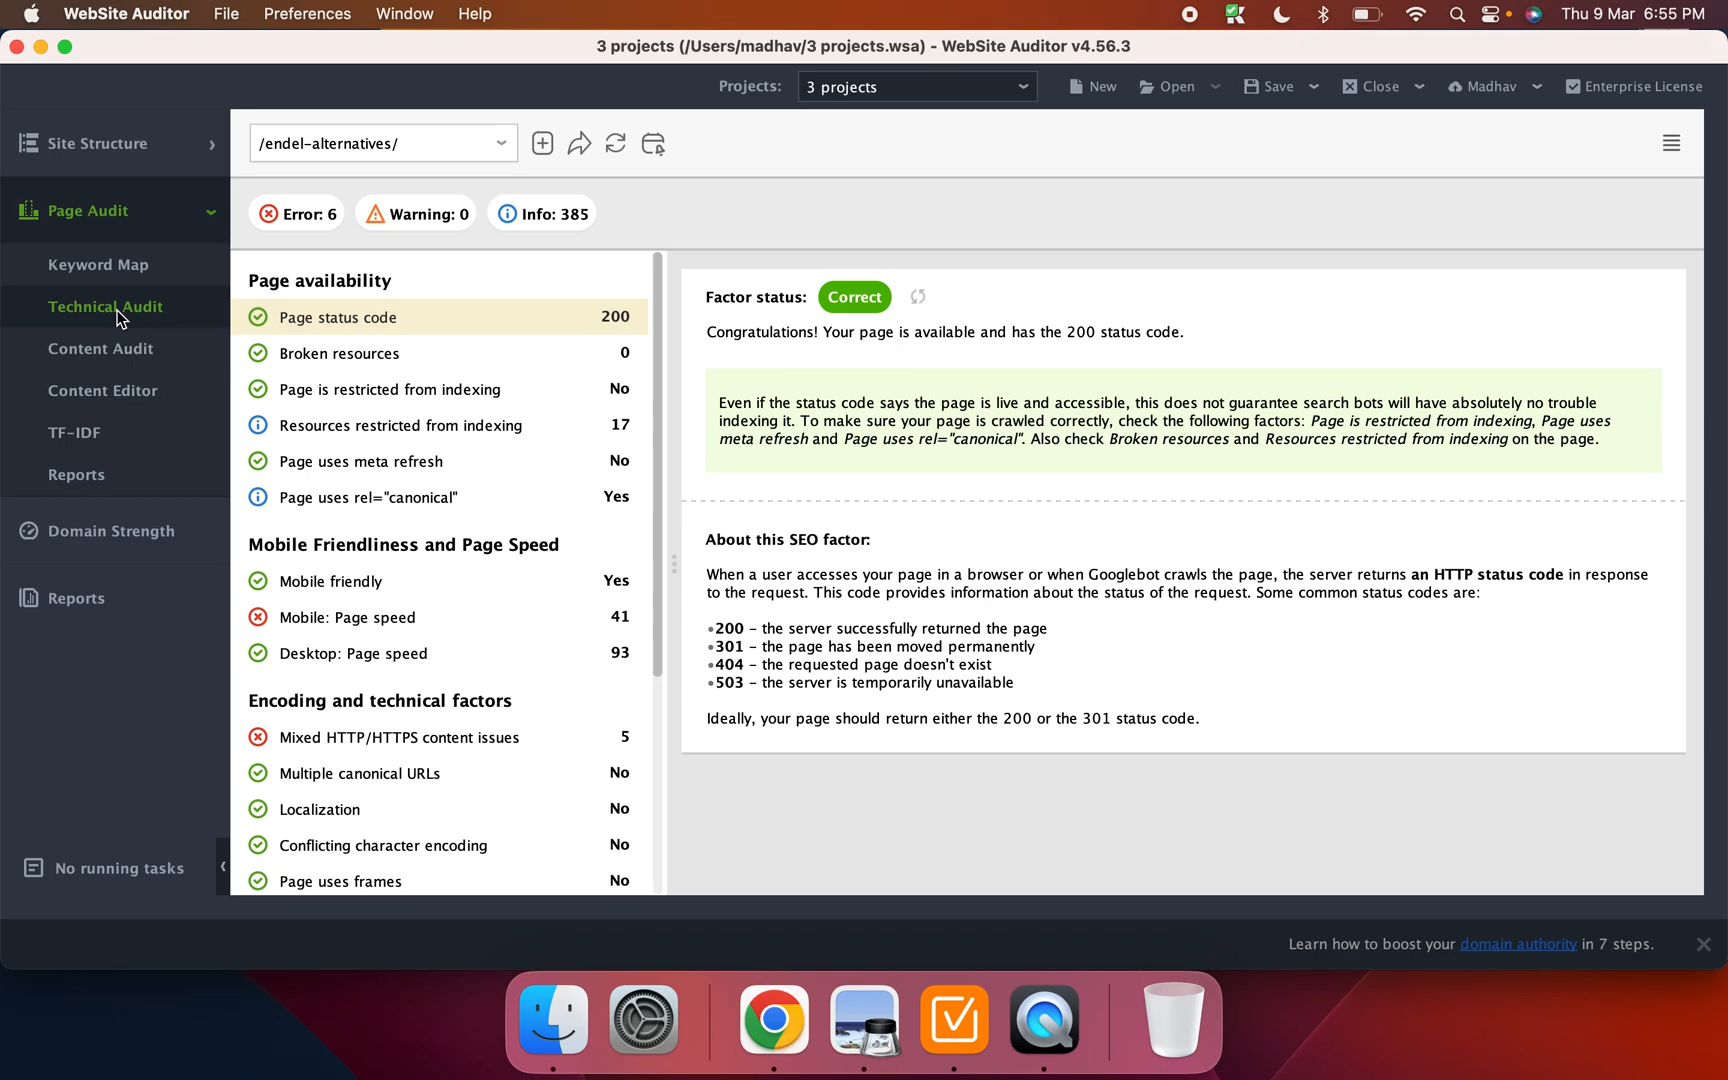 WebSite Auditor File Preferences Window Help Thu 9 Mar 6:55 PM
3 projects (/Users/madhav/3 projects.wsa) - WebSite Auditor v4.56.3
Projects: 3 projects New Open Save Close Madhav Enterprise License
Site Structure
Page Audit
Keyword Map
Technical Audit
Content Audit
Content Editor
TF-IDF
Reports
Domain Strength
Reports
No running tasks
/endel-alternatives/
Error: 6 Warning: 0 Info: 385
Page availability
Page status code 200
Broken resources 0
Page is restricted from indexing No
Resources restricted from indexing 17
Page uses meta refresh No
Page uses rel="canonical" Yes
Mobile Friendliness and Page Speed
Mobile friendly Yes
Mobile: Page speed 41
Desktop: Page speed 93
Encoding and technical factors
Mixed HTTP/HTTPS content issues 5
Multiple canonical URLs No
Localization No
Conflicting character encoding No
Page uses frames No
Factor status: Correct
Congratulations! Your page is available and has the 200 status code.
Even if the status code says the page is live and accessible, this does not guarantee search bots will have absolutely no trouble
indexing it. To make sure your page is crawled correctly, check the following factors: Page is restricted from indexing, Page uses
meta refresh and Page uses rel="canonical". Also check Broken resources and Resources restricted from indexing on the page.
About this SEO factor:
When a user accesses your page in a browser or when Googlebot crawls the page, the server returns an HTTP status code in response
to the request. This code provides information about the status of the request. Some common status codes are:
•200 – the server successfully returned the page
•301 – the page has been moved permanently
•404 – the requested page doesn't exist
•503 – the server is temporarily unavailable
Ideally, your page should return either the 200 or the 301 status code.
Learn how to boost your domain authority in 7 steps.